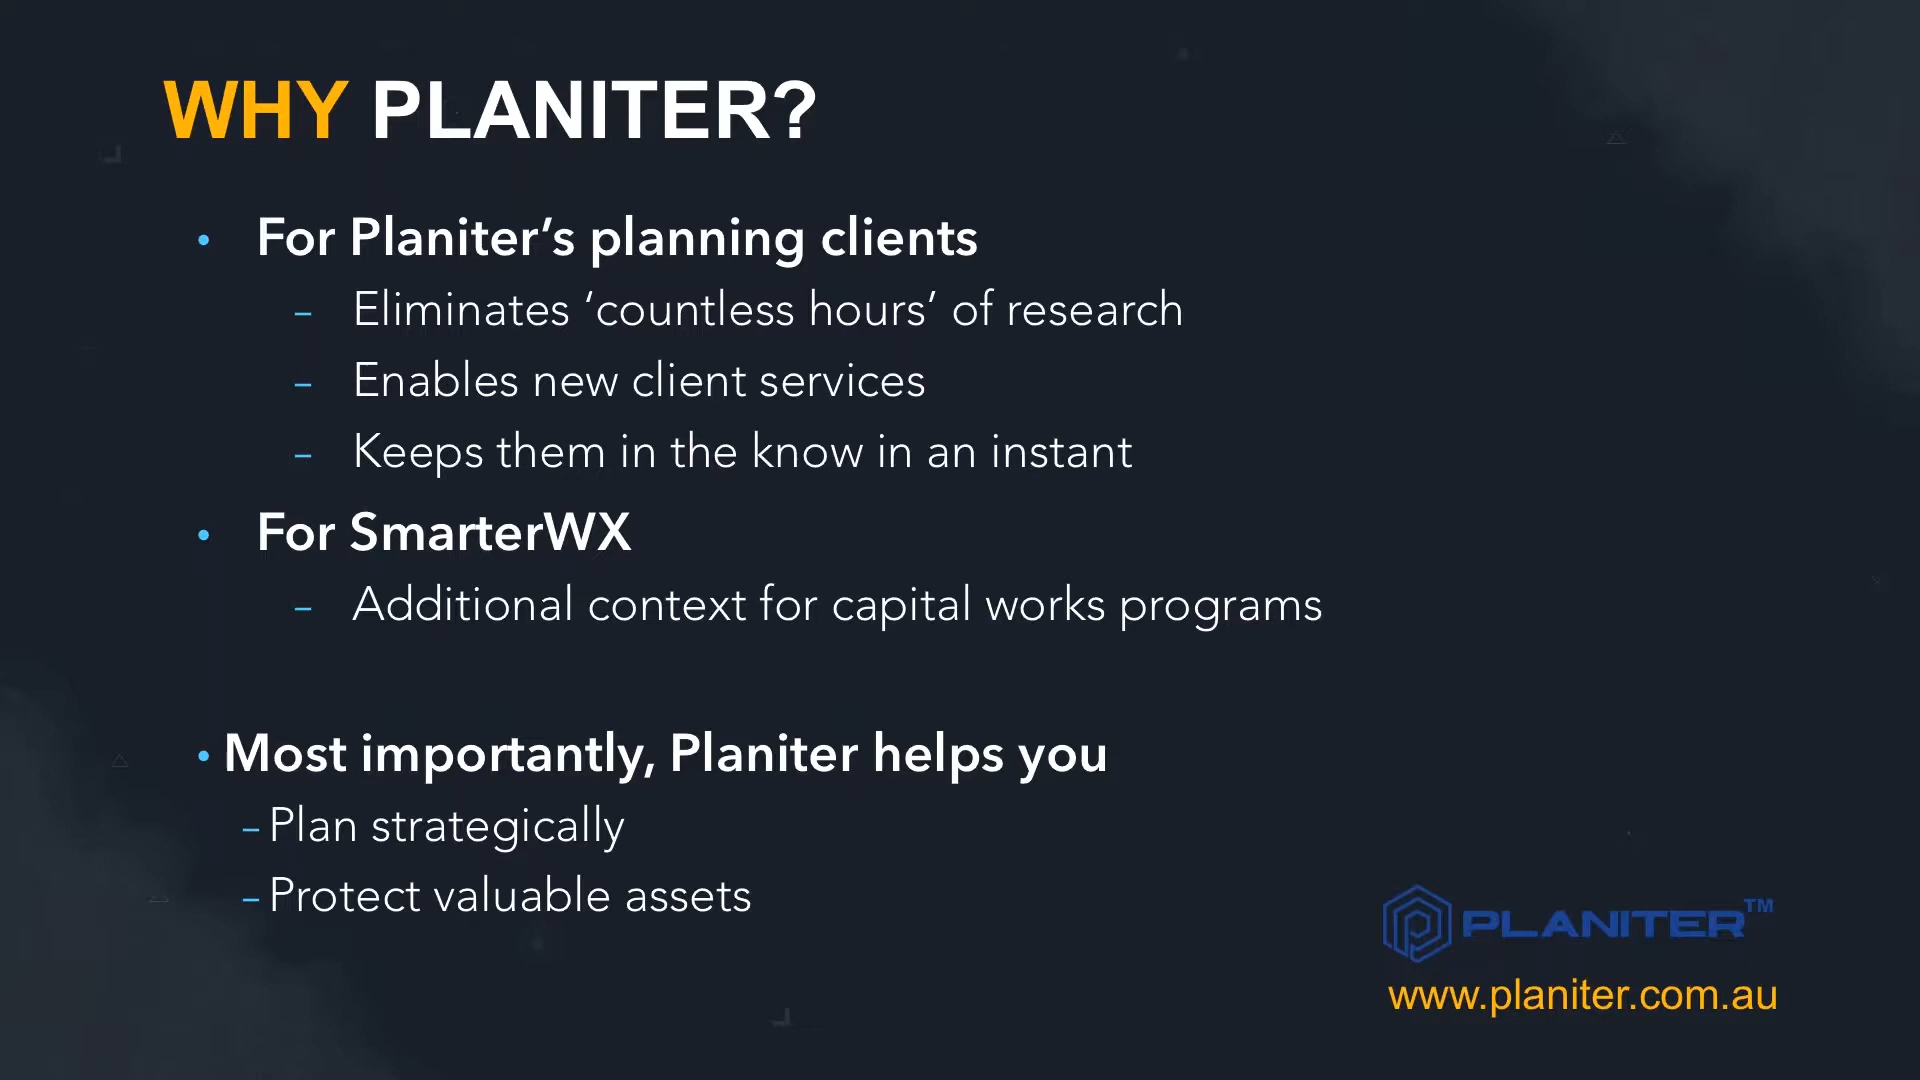 WHY PLANITER?
• For Planiter’s planning clients
– Eliminates ‘countless hours’ of research
– Enables new client services
– Keeps them in the know in an instant
• For SmarterWX
– Additional context for capital works programs
• Most importantly, Planiter helps you
– Plan strategically
– Protect valuable assets
PLANITER™
www.planiter.com.au